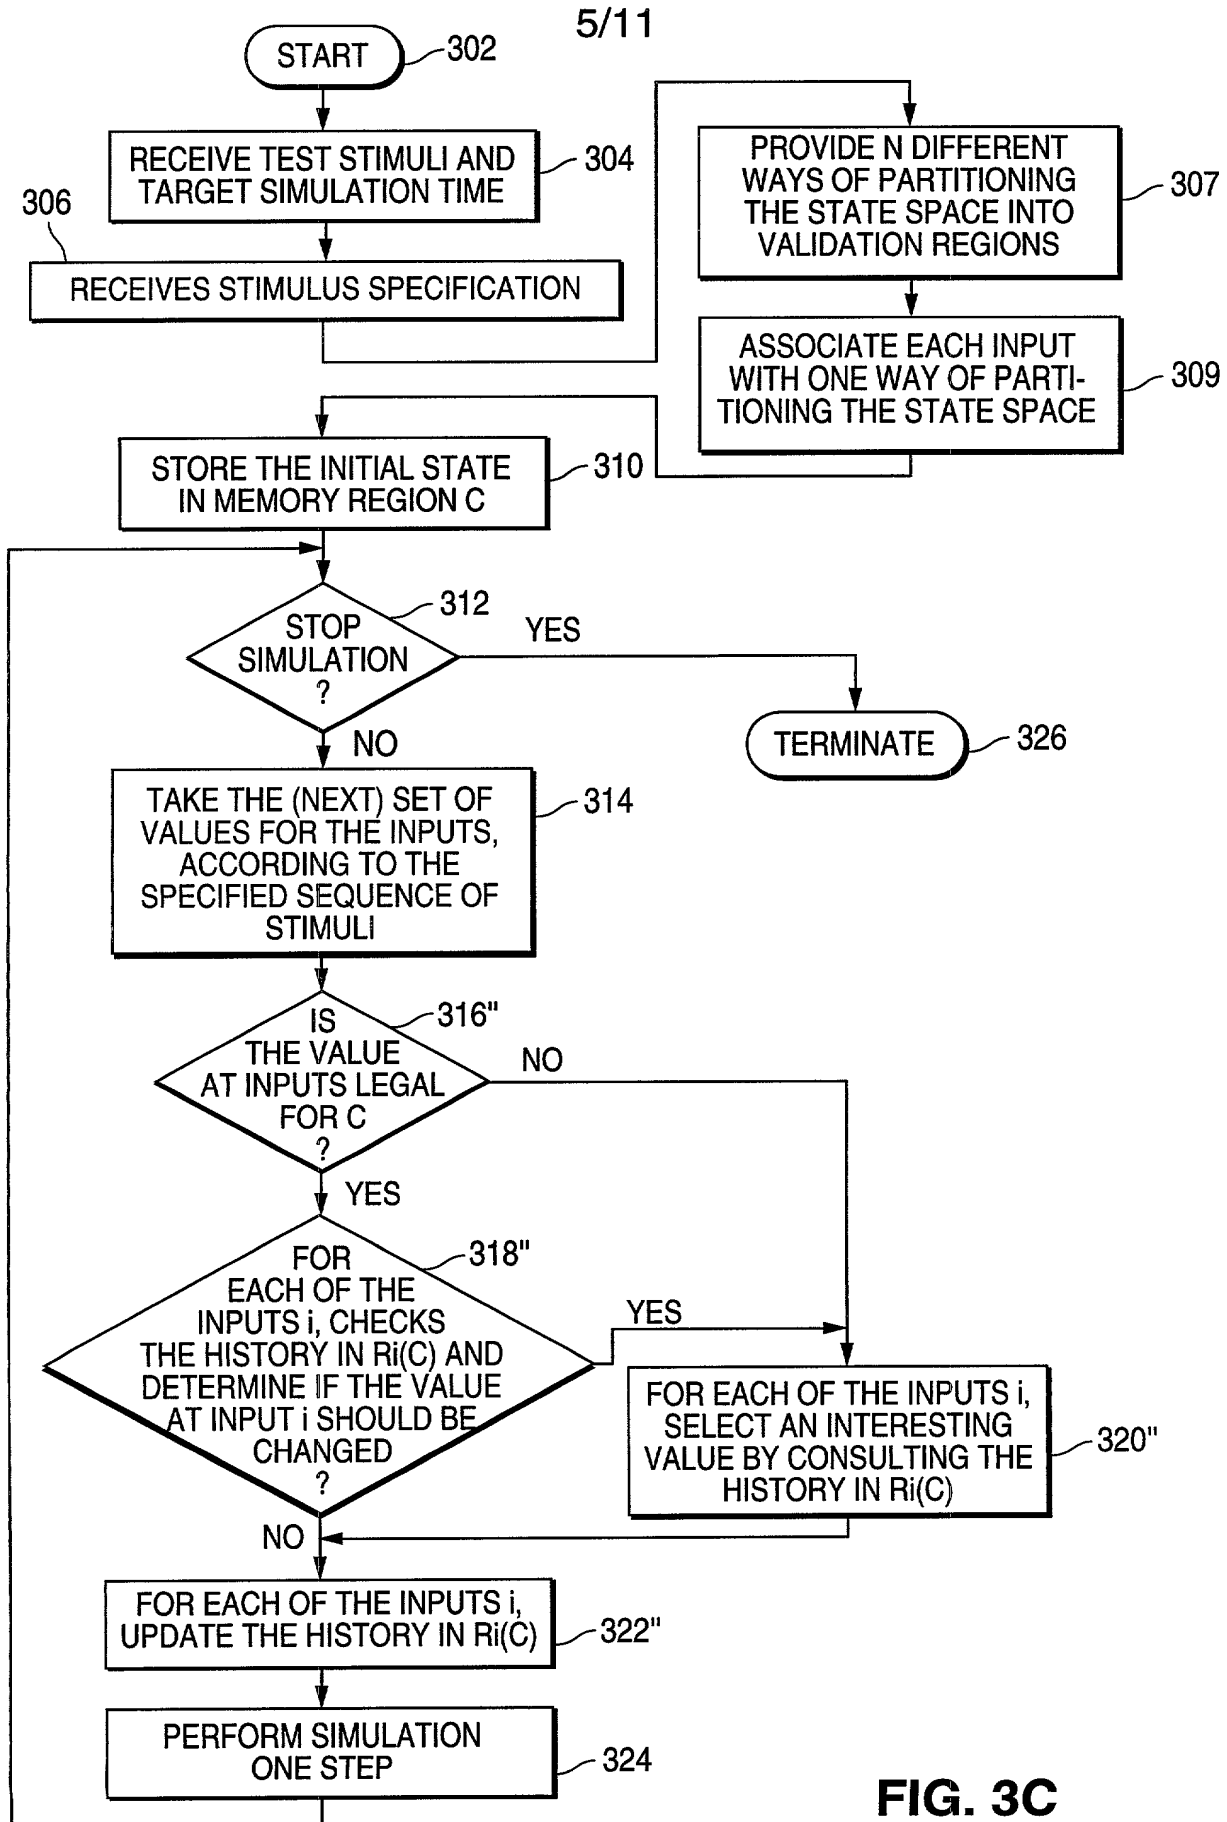 5/11
START
302
RECEIVE TEST STIMULI AND
TARGET SIMULATION TIME
304
306
RECEIVES STIMULUS SPECIFICATION
PROVIDE N DIFFERENT
WAYS OF PARTITIONING
THE STATE SPACE INTO
VALIDATION REGIONS
307
ASSOCIATE EACH INPUT
WITH ONE WAY OF PARTI-
TIONING THE STATE SPACE
309
STORE THE INITIAL STATE
IN MEMORY REGION C
310
STOP
SIMULATION
?
312
YES
TERMINATE
326
NO
TAKE THE (NEXT) SET OF
VALUES FOR THE INPUTS,
ACCORDING TO THE
SPECIFIED SEQUENCE OF
STIMULI
314
IS
THE VALUE
AT INPUTS LEGAL
FOR C
?
316"
NO
YES
FOR
EACH OF THE
INPUTS i, CHECKS
THE HISTORY IN Ri(C) AND
DETERMINE IF THE VALUE
AT INPUT i SHOULD BE
CHANGED
?
318"
YES
FOR EACH OF THE INPUTS i,
SELECT AN INTERESTING
VALUE BY CONSULTING THE
HISTORY IN Ri(C)
320"
NO
FOR EACH OF THE INPUTS i,
UPDATE THE HISTORY IN Ri(C)
322"
PERFORM SIMULATION
ONE STEP
324
FIG. 3C